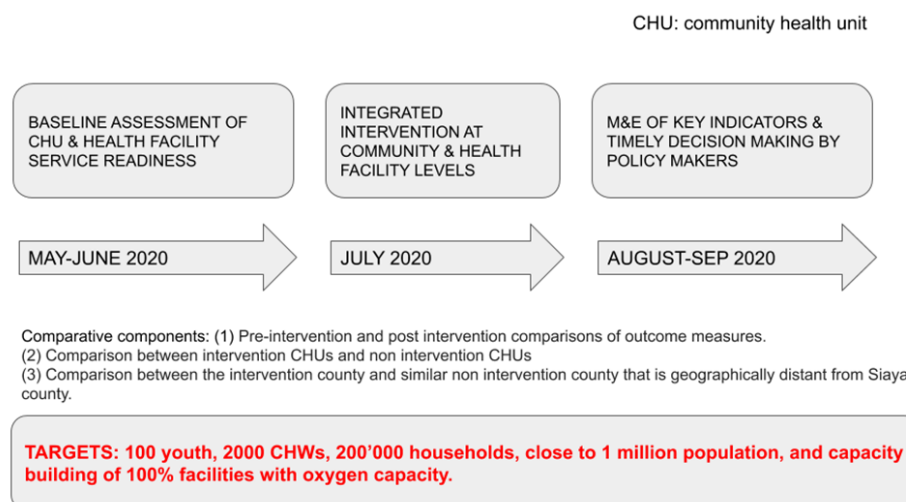 CHU: community health unit
BASELINE ASSESSMENT OF
CHU & HEALTH FACILITY
SERVICE READINESS
INTEGRATED
INTERVENTION AT
COMMUNITY & HEALTH
FACILITY LEVELS
M&E OF KEY INDICATORS &
TIMELY DECISION MAKING BY
POLICY MAKERS
MAY-JUNE 2020
JULY 2020
AUGUST-SEP 2020
Comparative components: (1) Pre-intervention and post intervention comparisons of outcome measures.
(2) Comparison between intervention CHUs and non intervention CHUs
(3) Comparison between the intervention county and similar non intervention county that is geographically distant from Siaya
county.
TARGETS: 100 youth, 2000 CHWs, 200'000 households, close to 1 million population, and capacity
building of 100% facilities with oxygen capacity.